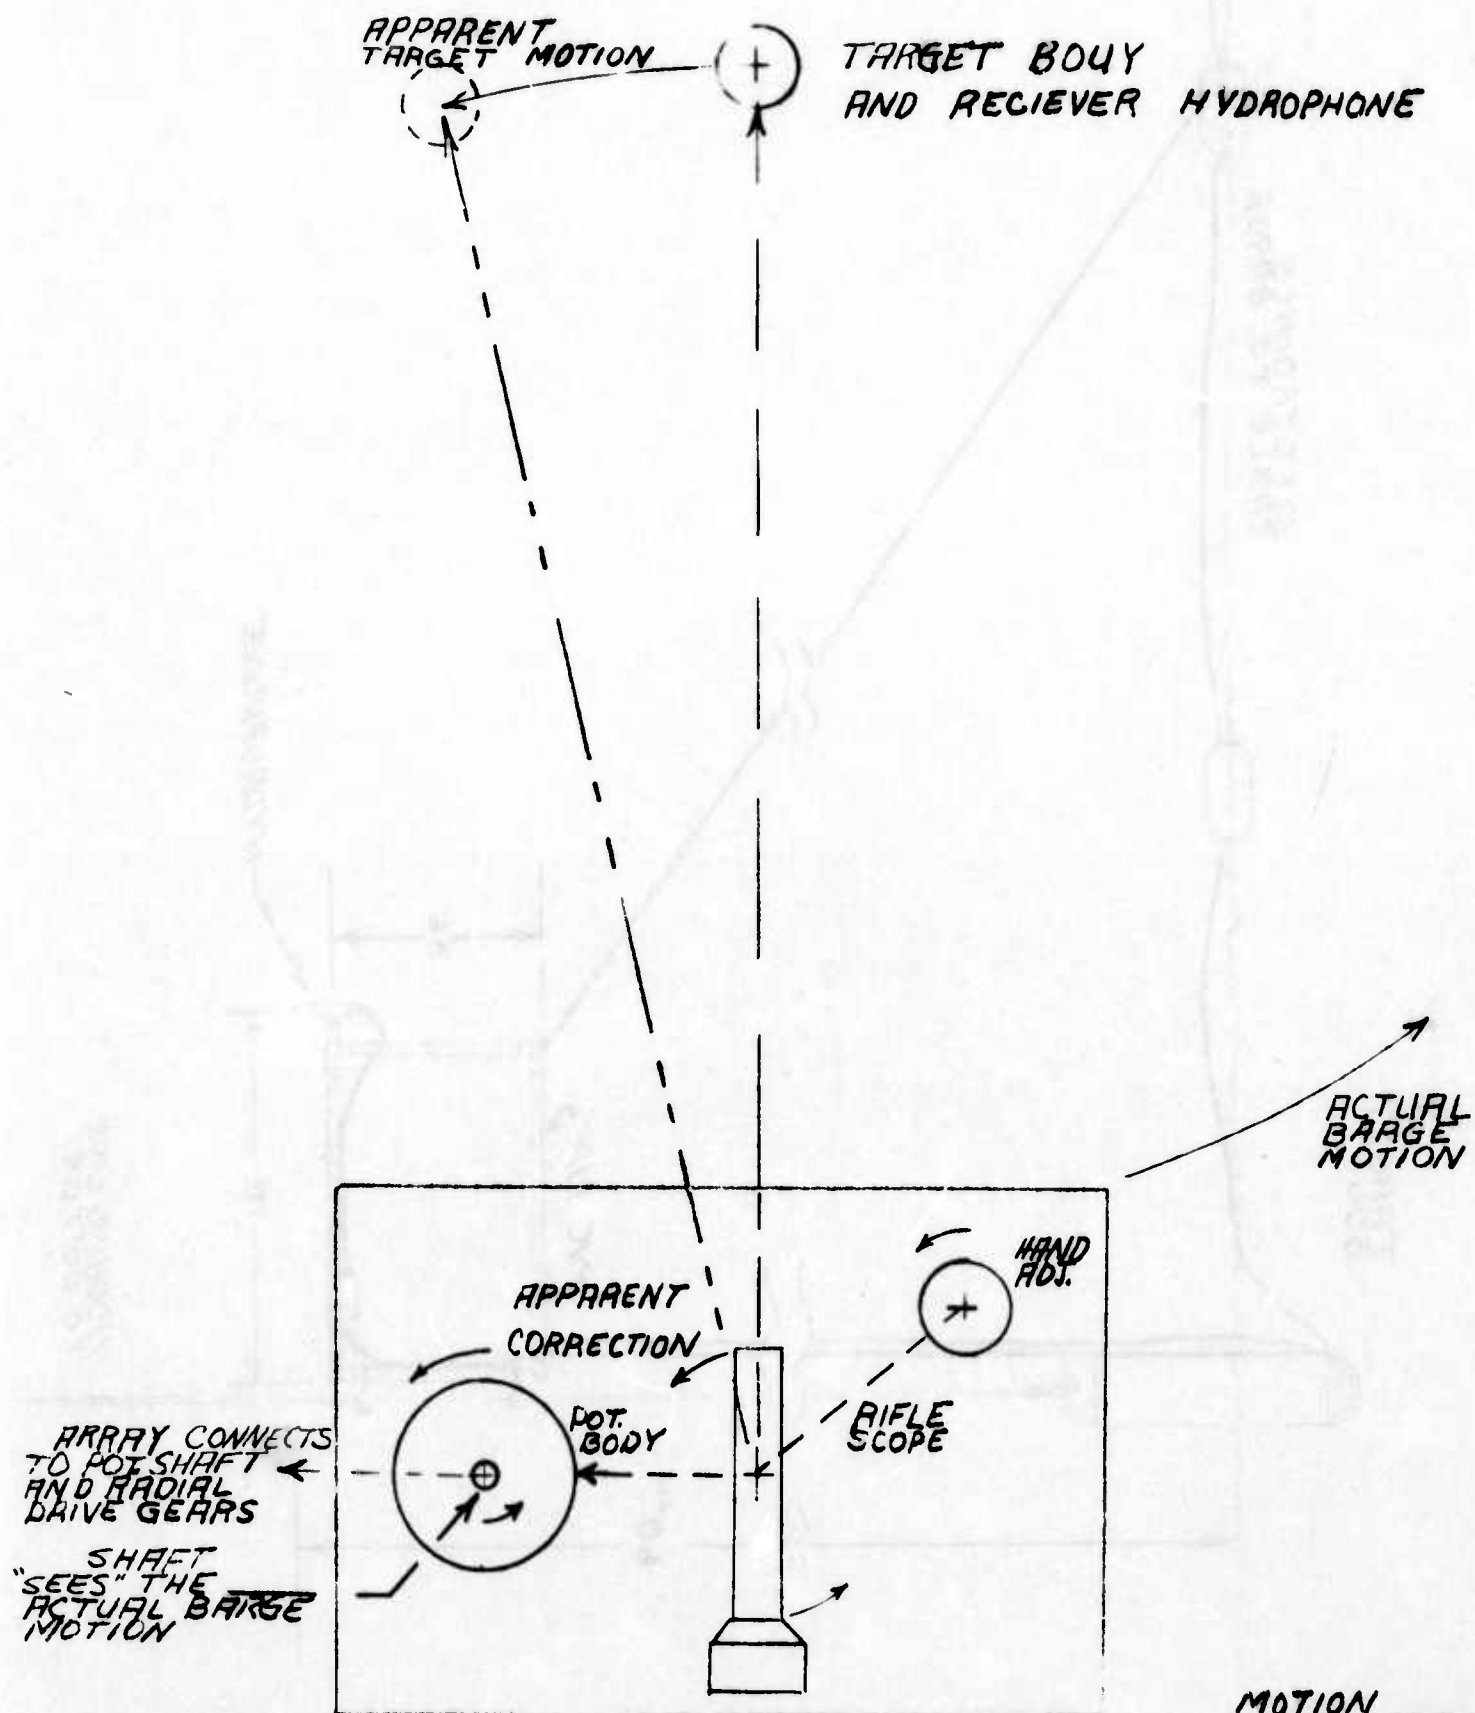 APPARENT
TARGET MOTION
TARGET BOUY
AND RECIEVER HYDROPHONE
ACTUAL
BARGE
MOTION
HAND
ADJ.
APPARENT
CORRECTION
POT.
BODY
RIFLE
SCOPE
ARRAY CONNECTS
TO POT. SHAFT
AND RADIAL
DRIVE GEARS
SHAFT
"SEES" THE
ACTUAL BARGE
MOTION
MOTION